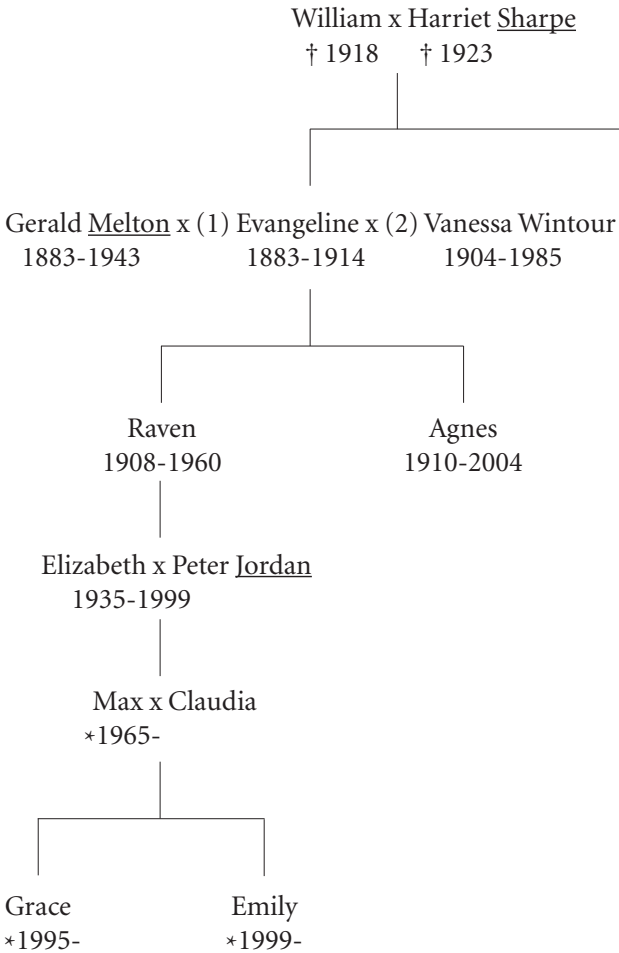 William x Harriet Sharpe
† 1918 † 1923
Gerald Melton x (1) Evangeline x (2) Vanessa Wintour
1883-1943 1883-1914 1904-1985
Raven Agnes
1908-1960 1910-2004
Elizabeth x Peter Jordan
1935-1999
Max x Claudia
*1965-
Grace Emily
*1995- *1999-